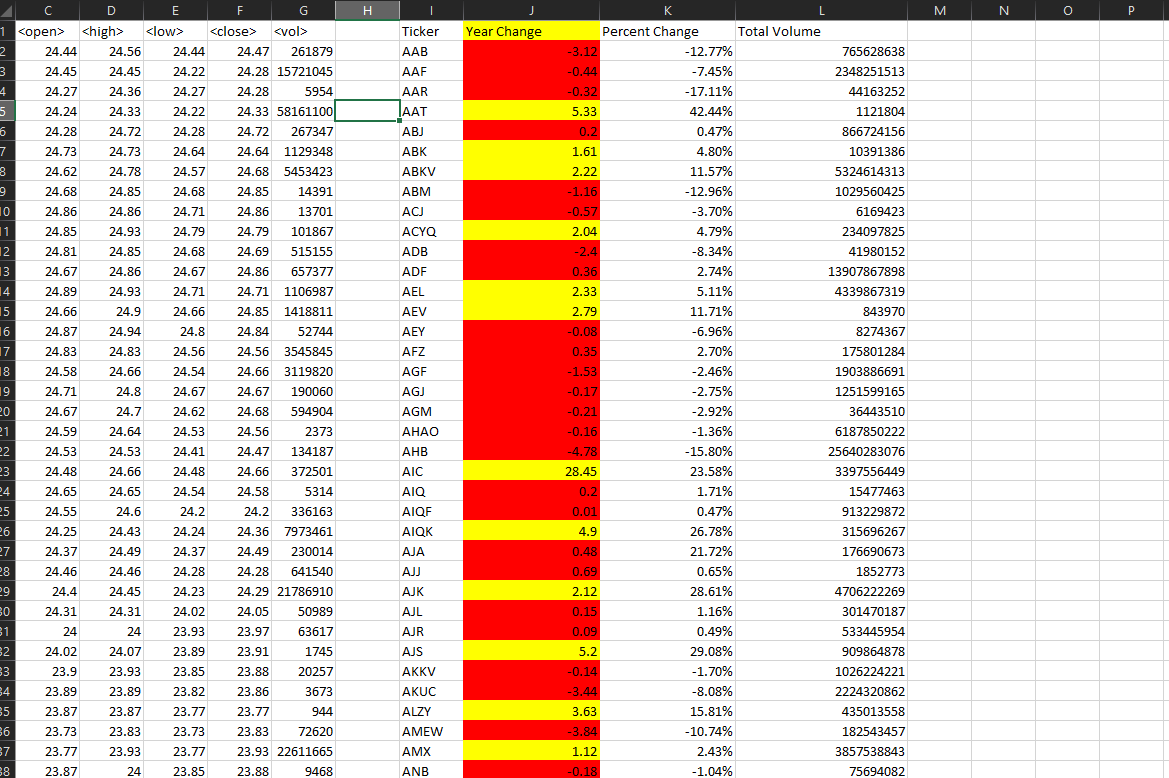 C D E F G H I J K L M N O P
1 <open> <high> <low> <close> <vol> Ticker Year Change Percent Change Total Volume
2 24.44 24.56 24.44 24.47 261879 AAB -3.12 -12.77% 765628638
3 24.45 24.45 24.22 24.28 15721045 AAF -0.44 -7.45% 2348251513
4 24.27 24.36 24.27 24.28 5954 AAR -0.32 -17.11% 44163252
5 24.24 24.33 24.22 24.33 58161100 AAT 5.33 42.44% 1121804
6 24.28 24.72 24.28 24.72 267347 ABJ 0.2 0.47% 866724156
7 24.73 24.73 24.64 24.64 1129348 ABK 1.61 4.80% 10391386
8 24.62 24.78 24.57 24.68 5453423 ABKV 2.22 11.57% 5324614313
9 24.68 24.85 24.68 24.85 14391 ABM -1.16 -12.96% 1029560425
10 24.86 24.86 24.71 24.86 13701 ACJ -0.57 -3.70% 6169423
11 24.85 24.93 24.79 24.79 101867 ACYQ 2.04 4.79% 234097825
12 24.81 24.85 24.68 24.69 515155 ADB -2.4 -8.34% 41980152
13 24.67 24.86 24.67 24.86 657377 ADF 0.36 2.74% 13907867898
14 24.89 24.93 24.71 24.71 1106987 AEL 2.33 5.11% 4339867319
15 24.66 24.9 24.66 24.85 1418811 AEV 2.79 11.71% 843970
16 24.87 24.94 24.8 24.84 52744 AEY -0.08 -6.96% 8274367
17 24.83 24.83 24.56 24.56 3545845 AFZ 0.35 2.70% 175801284
18 24.58 24.66 24.54 24.66 3119820 AGF -1.53 -2.46% 1903886691
19 24.71 24.8 24.67 24.67 190060 AGJ -0.17 -2.75% 1251599165
20 24.67 24.7 24.62 24.68 594904 AGM -0.21 -2.92% 36443510
21 24.59 24.64 24.53 24.56 2373 AHAO -0.16 -1.36% 6187850222
22 24.53 24.53 24.41 24.47 134187 AHB -4.78 -15.80% 25640283076
23 24.48 24.66 24.48 24.66 372501 AIC 28.45 23.58% 3397556449
24 24.65 24.65 24.54 24.58 5314 AIQ 0.2 1.71% 15477463
25 24.55 24.6 24.2 24.2 336163 AIQF 0.01 0.47% 913229872
26 24.25 24.43 24.24 24.36 7973461 AIQK 4.9 26.78% 315696267
27 24.37 24.49 24.37 24.49 230014 AJA 0.48 21.72% 176690673
28 24.46 24.46 24.28 24.28 641540 AJJ 0.69 0.65% 1852773
29 24.4 24.45 24.23 24.29 21786910 AJK 2.12 28.61% 4706222269
30 24.31 24.31 24.02 24.05 50989 AJL 0.15 1.16% 301470187
31 24 24 23.93 23.97 63617 AJR 0.09 0.49% 533445954
32 24.02 24.07 23.89 23.91 1745 AJS 5.2 29.08% 909864878
33 23.9 23.93 23.85 23.88 20257 AKKV -0.14 -1.70% 1026224221
34 23.89 23.89 23.82 23.86 3673 AKUC -3.44 -8.08% 2224320862
35 23.87 23.87 23.77 23.77 944 ALZY 3.63 15.81% 435013558
36 23.73 23.83 23.73 23.83 72620 AMEW -3.84 -10.74% 182543457
37 23.77 23.93 23.77 23.93 22611665 AMX 1.12 2.43% 3857538843
38 23.87 24 23.85 23.88 9468 ANB -0.18 -1.04% 75694082